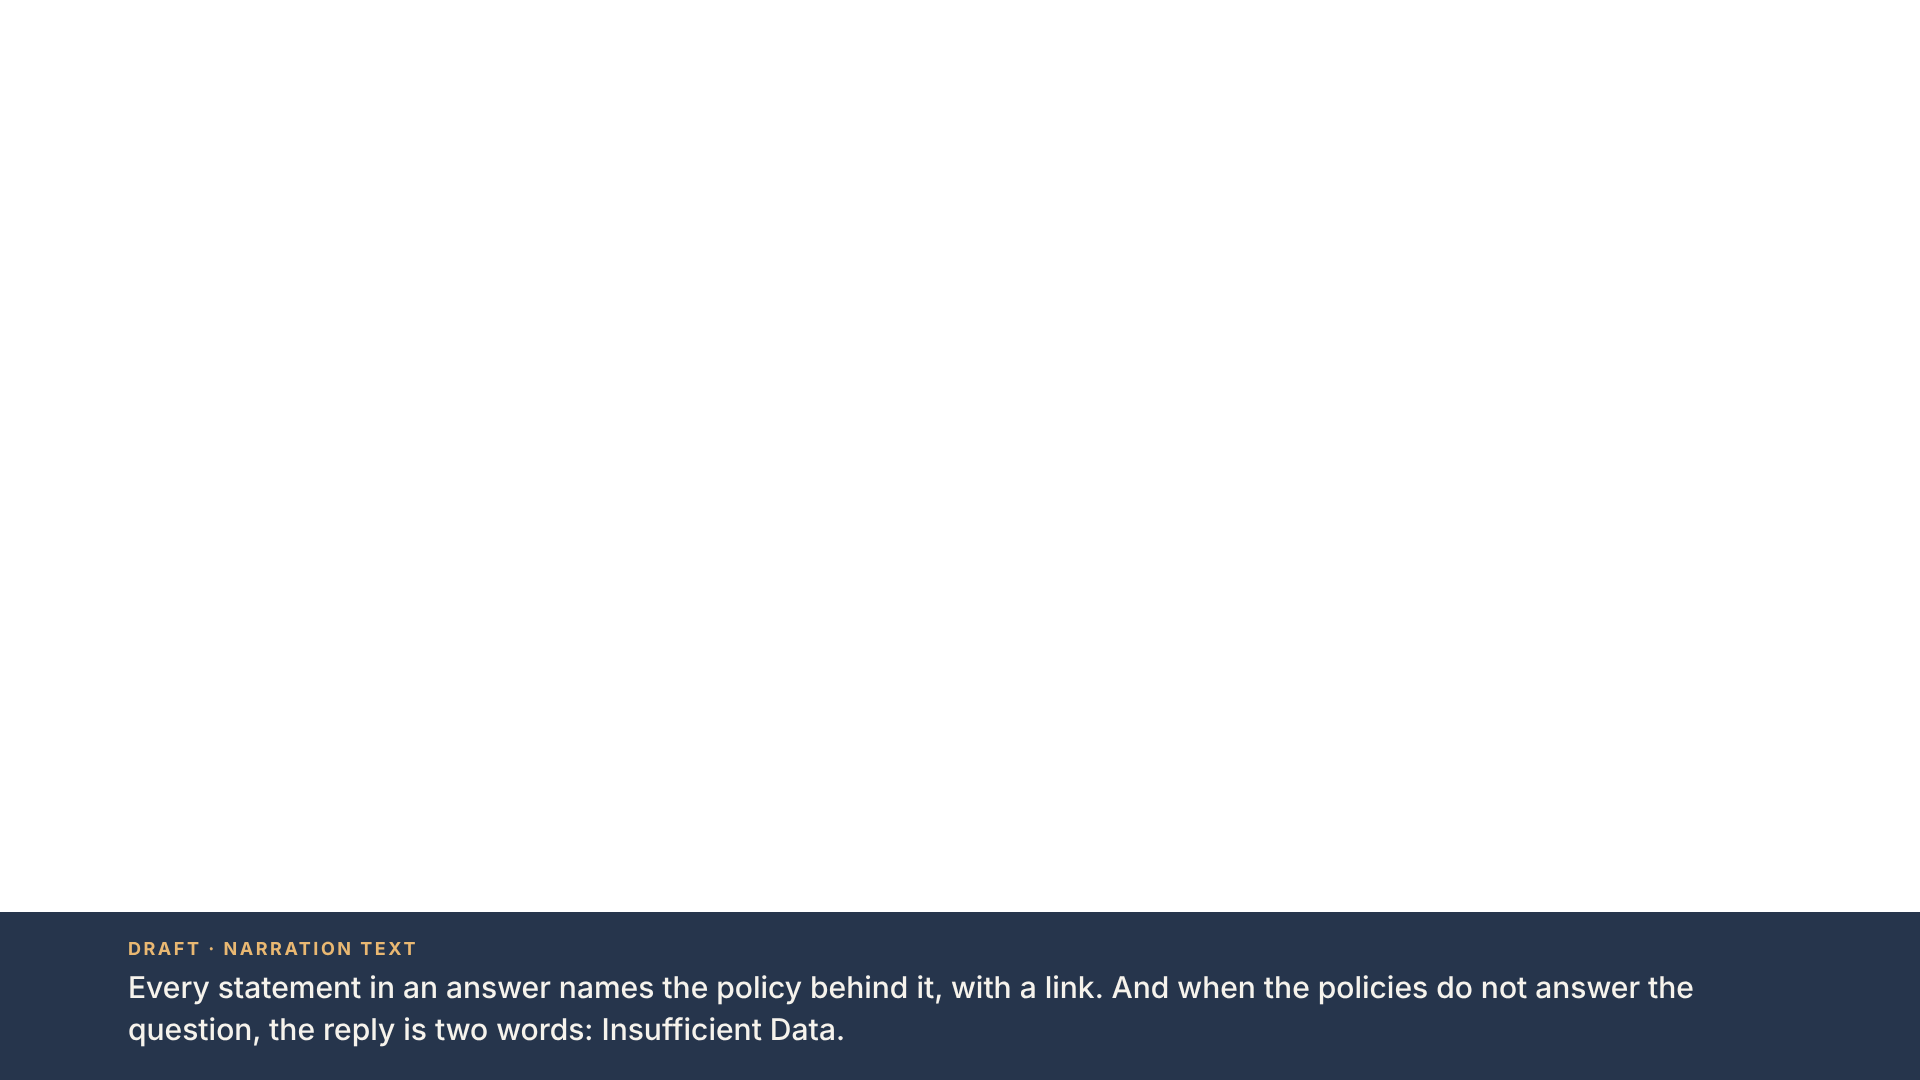 DRAFT · NARRATION TEXT
Every statement in an answer names the policy behind it, with a link. And when the policies do not answer the
question, the reply is two words: Insufficient Data.